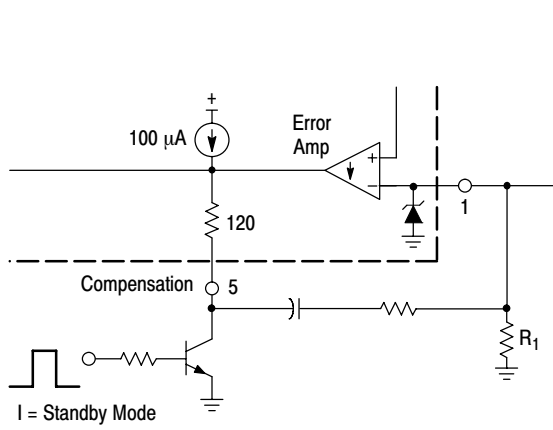 +
100 μA
Error
Amp
+
−
1
120
Compensation
5
R1
I = Standby Mode